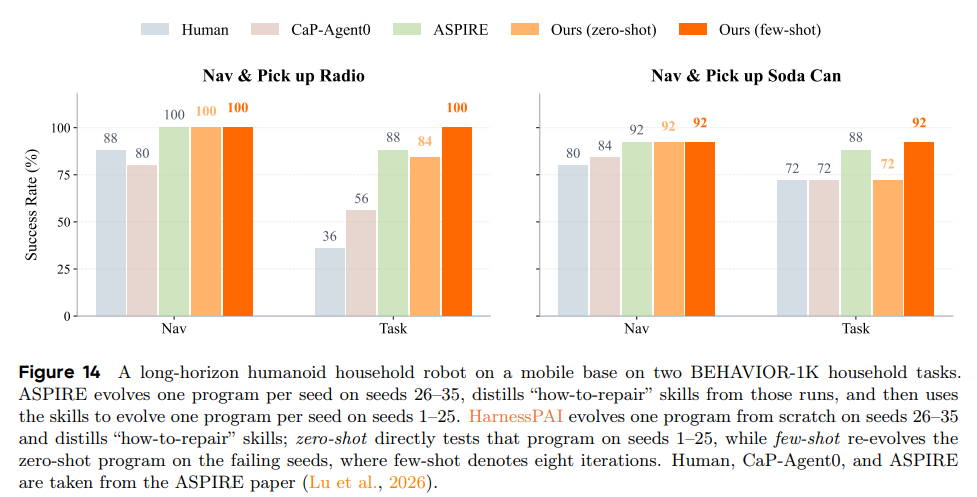 Human CaP-Agent0 ASPIRE Ours (zero-shot) Ours (few-shot)
Nav & Pick up Radio
Nav & Pick up Soda Can
Success Rate (%)
100
75
50
25
0
88 80 100 100 100
36 56 88 84 100
Nav Task
80 84 92 92 92
72 72 88 72 92
Nav Task
Figure 14 A long-horizon humanoid household robot on a mobile base on two BEHAVIOR-1K household tasks.
ASPIRE evolves one program per seed on seeds 26–35, distills “how-to-repair” skills from those runs, and then uses
the skills to evolve one program per seed on seeds 1–25. HarnessPAI evolves one program from scratch on seeds 26–35
and distills “how-to-repair” skills; zero-shot directly tests that program on seeds 1–25, while few-shot re-evolves the
zero-shot program on the failing seeds, where few-shot denotes eight iterations. Human, CaP-Agent0, and ASPIRE
are taken from the ASPIRE paper (Lu et al., 2026).